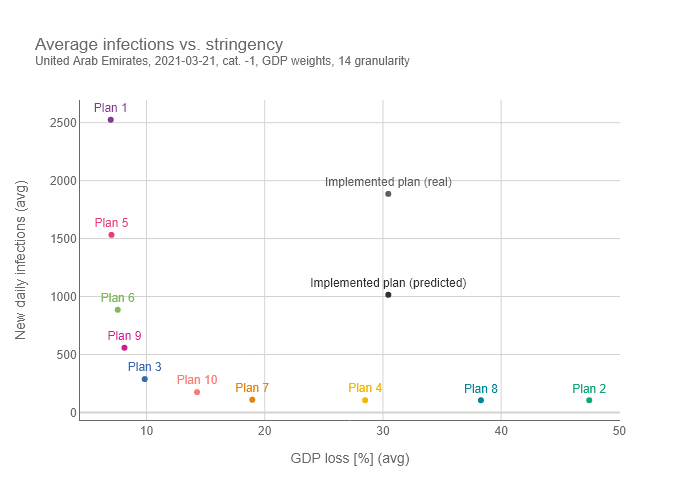 Average infections vs. stringency
United Arab Emirates, 2021-03-21, cat. -1, GDP weights, 14 granularity
Plan 1
2500
Implemented plan (real)
2000
Plan 5
1500
Implemented plan (predicted)
Plan 6
1000
Plan 9
500
Plan 3
Plan 10
Plan 7
Plan 4
Plan 8
Plan 2
0
10
20
30
40
50
New daily infections (avg)
GDP loss [%] (avg)